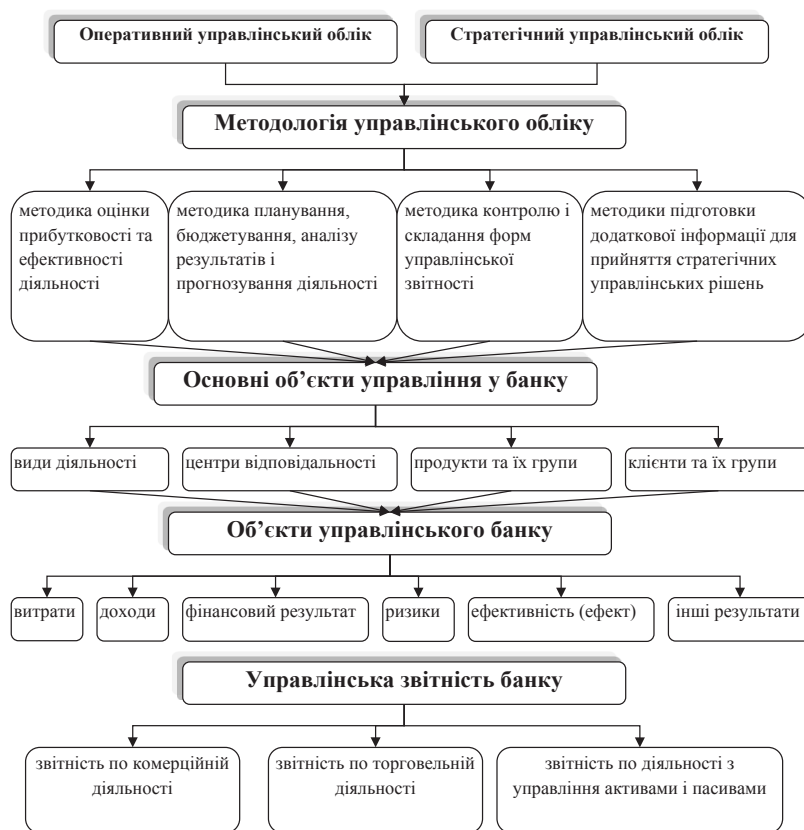 Оперативний управлінський облік
Стратегічний управлінський облік
Методологія управлінського обліку
методика оцінки
прибутковості та
ефективності
діяльності
методика планування,
бюджетування, аналізу
результатів і
прогнозування діяльності
методика контролю і
складання форм
управлінської
звітності
методики підготовки
додаткової інформації для
прийняття стратегічних
управлінських рішень
Основні об’єкти управління у банку
види діяльності
центри відповідальності
продукти та їх групи
клієнти та їх групи
Об’єкти управлінського банку
витрати
доходи
фінансовий результат
ризики
ефективність (ефект)
інші результати
Управлінська звітність банку
звітність по комерційній
діяльності
звітність по торговельній
діяльності
звітність по діяльності з
управління активами і пасивами